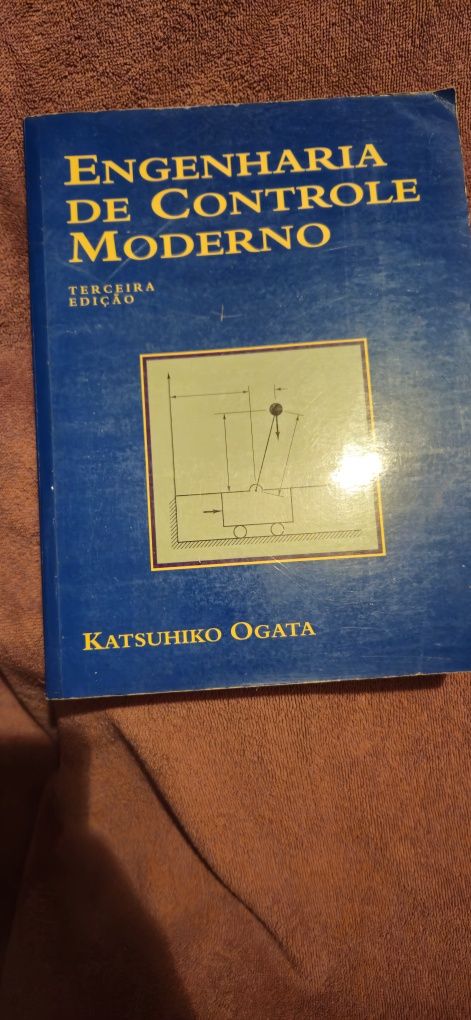 ENGENHARIA
DE CONTROLE
MODERNO
TERCEIRA
EDIÇÃO
KATSUHIKO OGATA